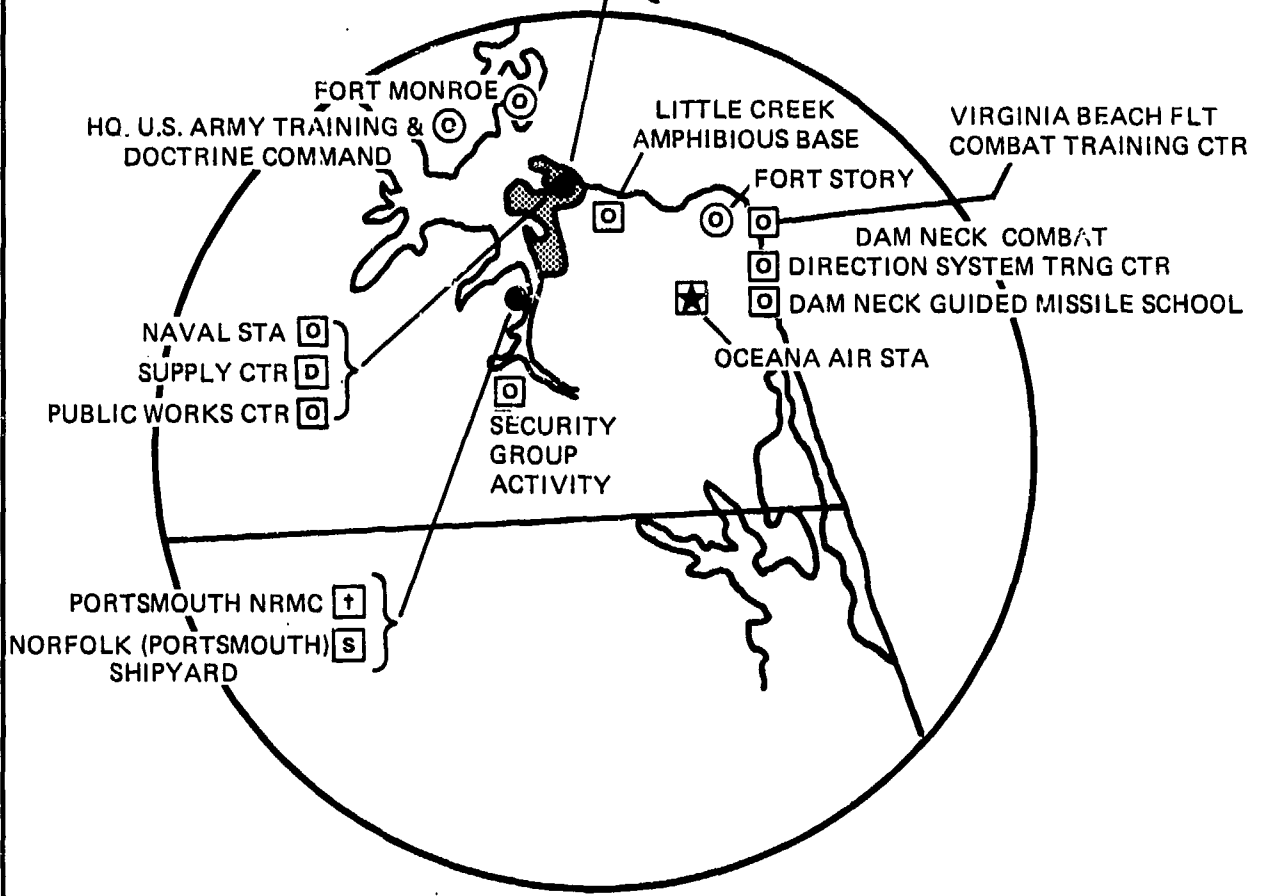 FORT MONROE O
HQ. U.S. ARMY TRAINING & O
DOCTRINE COMMAND
LITTLE CREEK
AMPHIBIOUS BASE
O
VIRGINIA BEACH FLT
COMBAT TRAINING CTR
O
FORT STORY
O
DAM NECK COMBAT
O DIRECTION SYSTEM TRNG CTR
O DAM NECK GUIDED MISSILE SCHOOL
OCEANA AIR STA
NAVAL STA O
SUPPLY CTR D
PUBLIC WORKS CTR O
O
SECURITY
GROUP
ACTIVITY
PORTSMOUTH NRMC †
NORFOLK (PORTSMOUTH) S
SHIPYARD